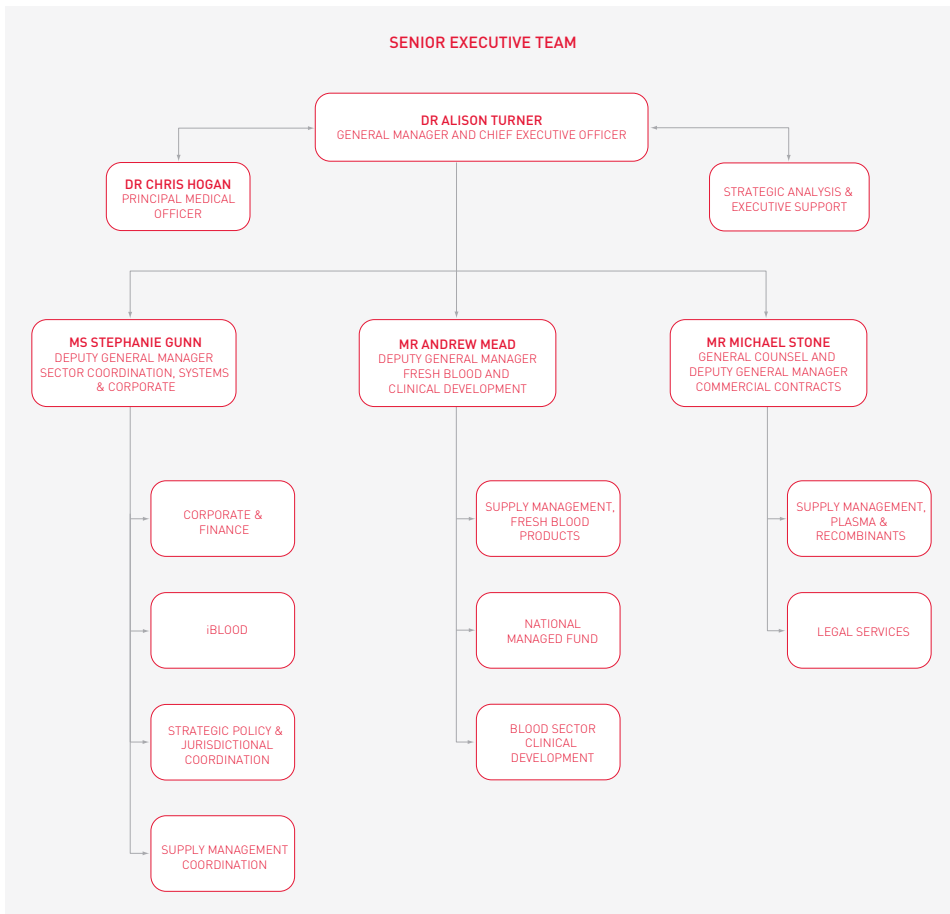 SENIOR EXECUTIVE TEAM
DR ALISON TURNER
GENERAL MANAGER AND CHIEF EXECUTIVE OFFICER
DR CHRIS HOGAN
PRINCIPAL MEDICAL
OFFICER
STRATEGIC ANALYSIS &
EXECUTIVE SUPPORT
MS STEPHANIE GUNN
DEPUTY GENERAL MANAGER
SECTOR COORDINATION, SYSTEMS
& CORPORATE
MR ANDREW MEAD
DEPUTY GENERAL MANAGER
FRESH BLOOD AND
CLINICAL DEVELOPMENT
MR MICHAEL STONE
GENERAL COUNSEL AND
DEPUTY GENERAL MANAGER
COMMERCIAL CONTRACTS
CORPORATE &
FINANCE
iBLOOD
STRATEGIC POLICY &
JURISDICTIONAL
COORDINATION
SUPPLY MANAGEMENT
COORDINATION
SUPPLY MANAGEMENT,
FRESH BLOOD
PRODUCTS
NATIONAL
MANAGED FUND
BLOOD SECTOR
CLINICAL
DEVELOPMENT
SUPPLY MANAGEMENT,
PLASMA &
RECOMBINANTS
LEGAL SERVICES